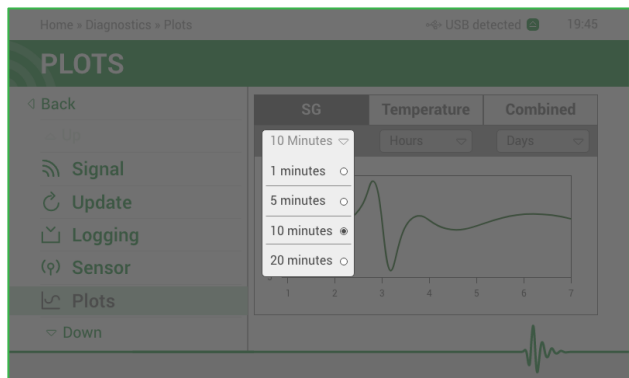 Home » Diagnostics » Plots
USB detected
19:45
PLOTS
Back
Up
Signal
Update
Logging
Sensor
Plots
Down
SG
Temperature
Combined
10 Minutes
Hours
Days
1 minutes
5 minutes
10 minutes
20 minutes
1 2 3 4 5 6 7